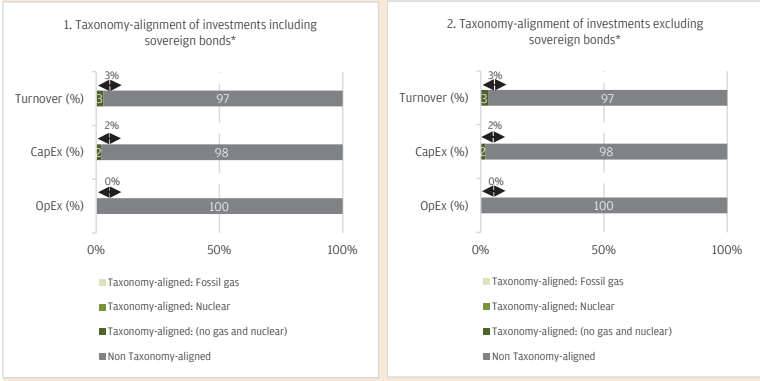 1. Taxonomy-alignment of investments including
sovereign bonds*
3%
Turnover (%)
3
97
2%
CapEx (%)
2
98
0%
OpEx (%)
100
0%
50%
100%
Taxonomy-aligned: Fossil gas
Taxonomy-aligned: Nuclear
Taxonomy-aligned: (no gas and nuclear)
Non Taxonomy-aligned
2. Taxonomy-alignment of investments excluding
sovereign bonds*
3%
Turnover (%)
3
97
2%
CapEx (%)
2
98
0%
OpEx (%)
100
0%
50%
100%
Taxonomy-aligned: Fossil gas
Taxonomy-aligned: Nuclear
Taxonomy-aligned: (no gas and nuclear)
Non Taxonomy-aligned